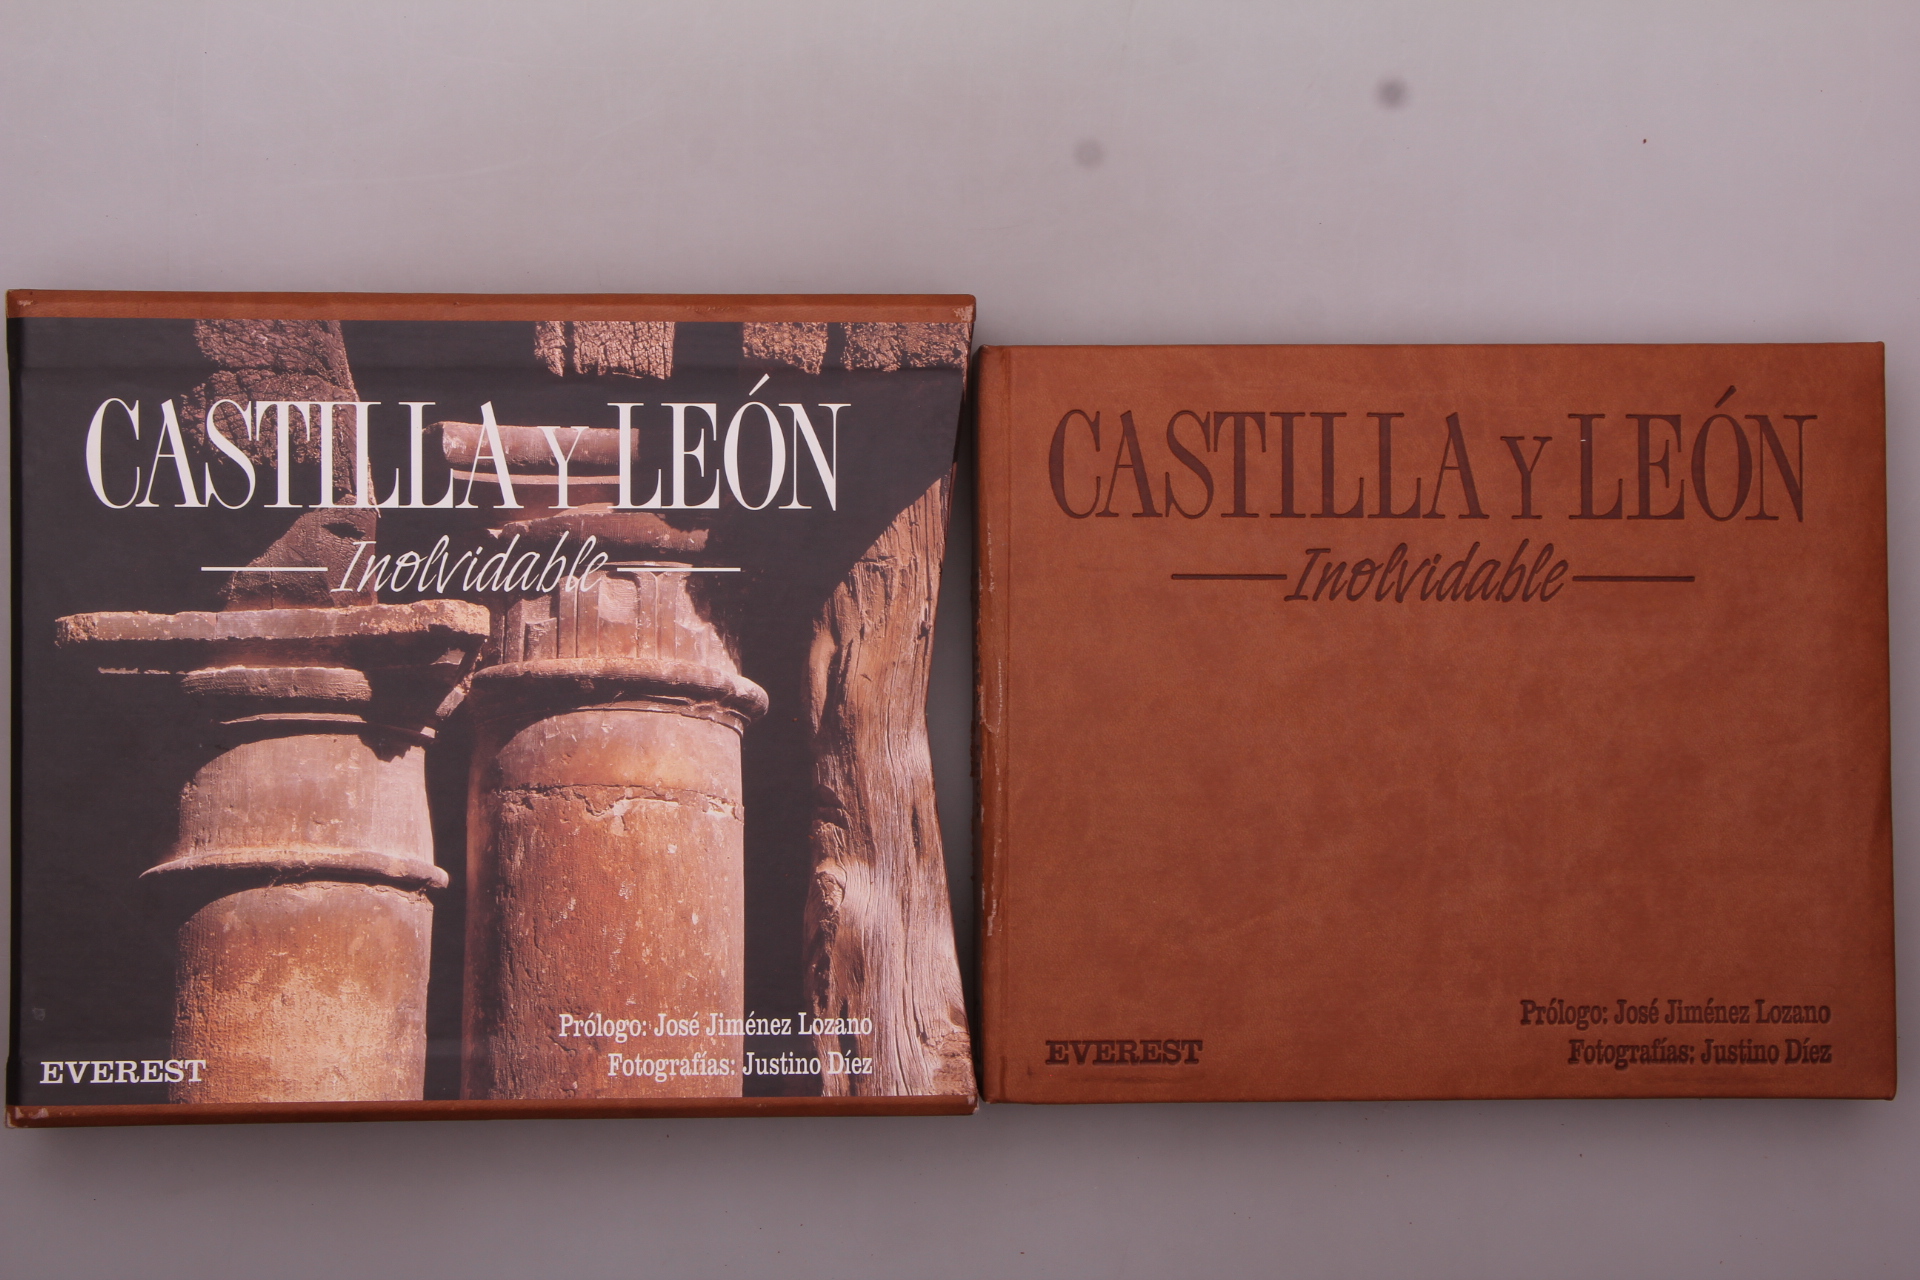 CASTILLA Y LEÓN
Inolvidable
Prólogo: José Jiménez Lozano
Fotografías: Justino Díez
EVEREST
CASTILLA Y LEÓN
Inolvidable
Prólogo: José Jiménez Lozano
Fotografías: Justino Díez
EVEREST